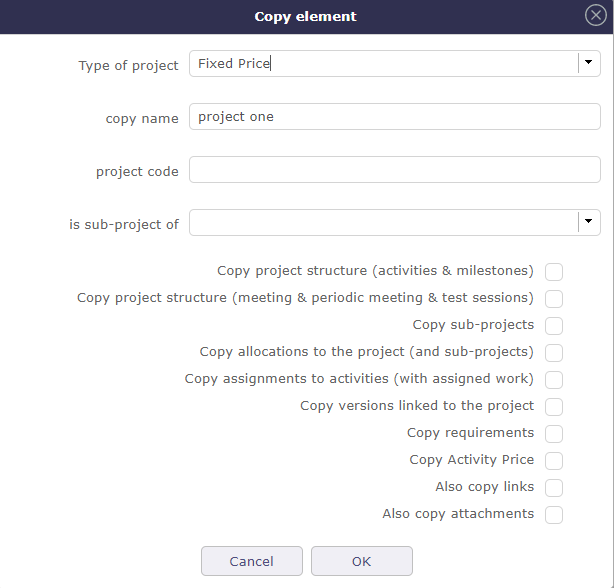 Copy element
Type of project Fixed Price
copy name project one
project code
is sub-project of
Copy project structure (activities & milestones)
Copy project structure (meeting & periodic meeting & test sessions)
Copy sub-projects
Copy allocations to the project (and sub-projects)
Copy assignments to activities (with assigned work)
Copy versions linked to the project
Copy requirements
Copy Activity Price
Also copy links
Also copy attachments
Cancel OK